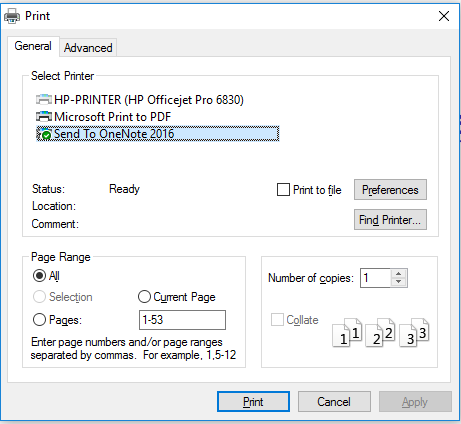 Print
General Advanced
Select Printer
HP-PRINTER (HP Officejet Pro 6830)
Microsoft Print to PDF
Send To OneNote 2016
Status: Ready Print to file Preferences
Location:
Comment: Find Printer...
Page Range
All
Selection Current Page
Pages: 1-53
Enter page numbers and/or page ranges
separated by commas. For example, 1,5-12
Number of copies: 1
Collate
1 1 2 2 3 3
Print Cancel Apply